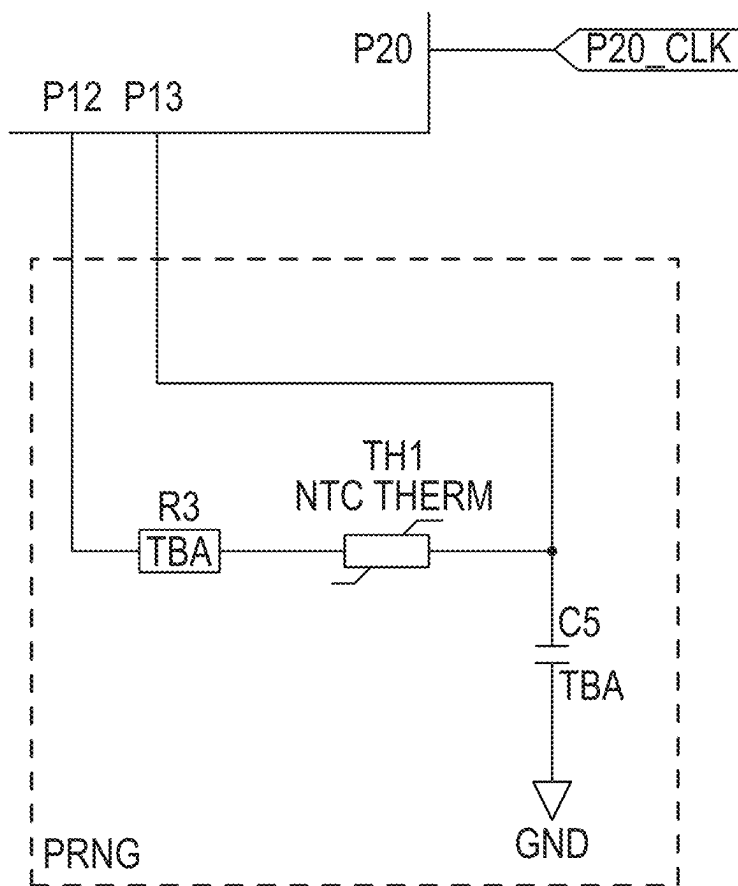 P20
P20_CLK
P12 P13
TH1
NTC THERM
R3
TBA
C5
TBA
GND
PRNG